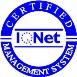 CERTIFIED
IQNet
MANAGEMENT SYSTEM